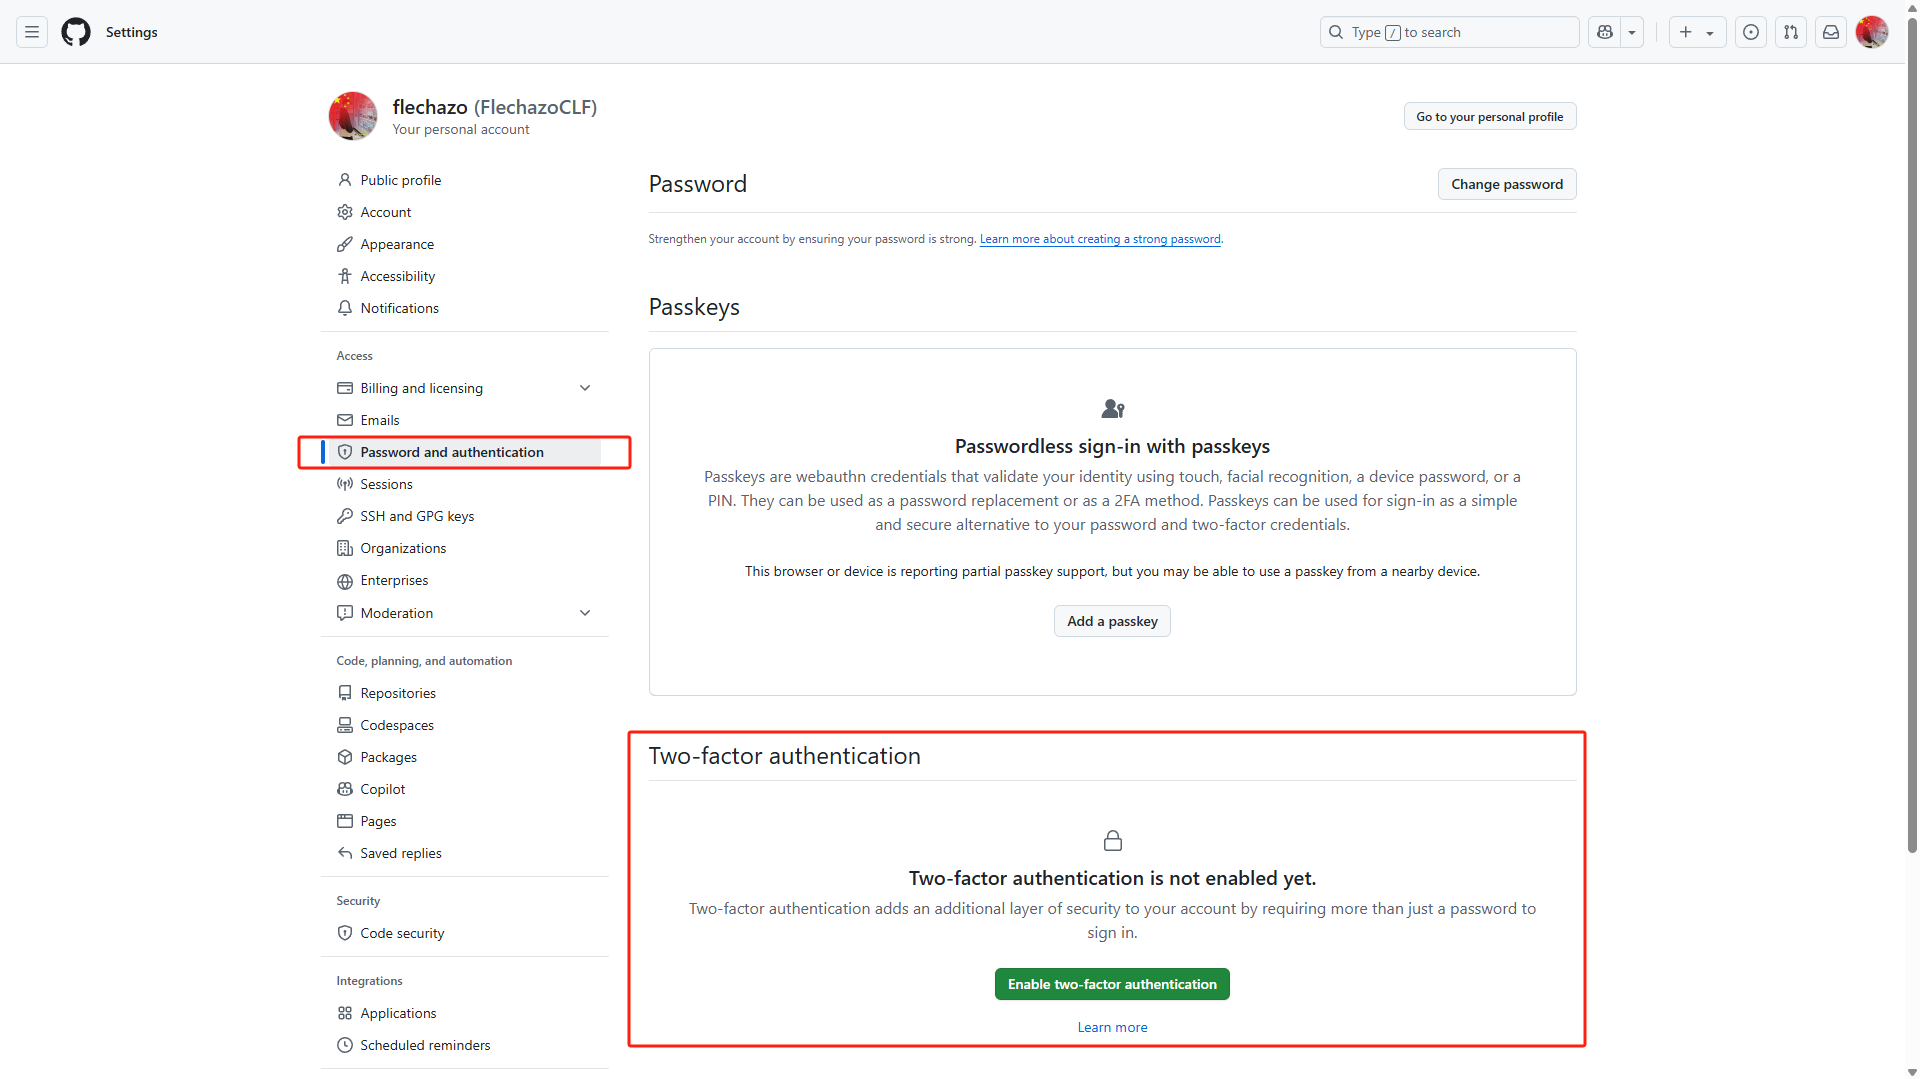 Settings
Type / to search
flechazo (FlechazoCLF)
Your personal account
Go to your personal profile
Public profile
Account
Appearance
Accessibility
Notifications
Access
Billing and licensing
Emails
Password and authentication
Sessions
SSH and GPG keys
Organizations
Enterprises
Moderation
Code, planning, and automation
Repositories
Codespaces
Packages
Copilot
Pages
Saved replies
Security
Code security
Integrations
Applications
Scheduled reminders
Password
Change password
Strengthen your account by ensuring your password is strong. Learn more about creating a strong password.
Passkeys
Passwordless sign-in with passkeys
Passkeys are webauthn credentials that validate your identity using touch, facial recognition, a device password, or a
PIN. They can be used as a password replacement or as a 2FA method. Passkeys can be used for sign-in as a simple
and secure alternative to your password and two-factor credentials.
This browser or device is reporting partial passkey support, but you may be able to use a passkey from a nearby device.
Add a passkey
Two-factor authentication
Two-factor authentication is not enabled yet.
Two-factor authentication adds an additional layer of security to your account by requiring more than just a password to
sign in.
Enable two-factor authentication
Learn more